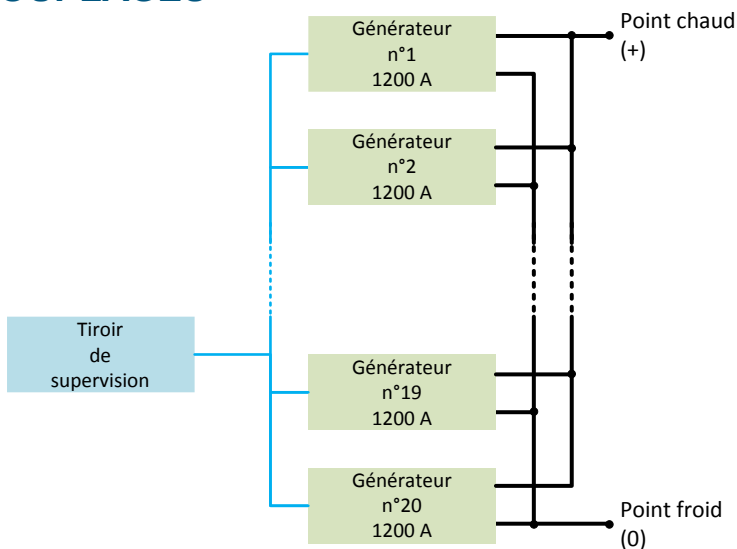 Générateur
n°1
1200 A
Point chaud
(+)
Générateur
n°2
1200 A
Tiroir
de
supervision
Générateur
n°19
1200 A
Générateur
n°20
1200 A
Point froid
(0)